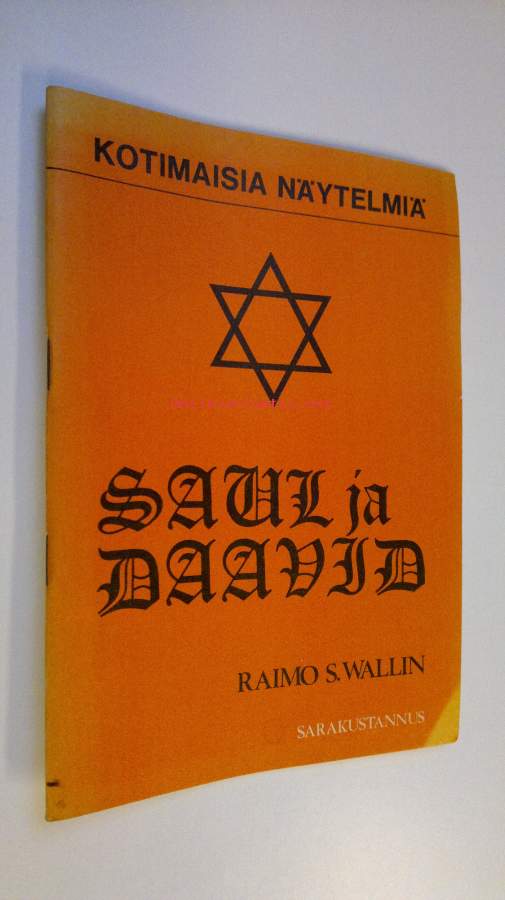 KOTIMAISIA NÄYTELMIÄ
SAUL ja
DAAVID
RAIMO S. WALLIN
SARAKUSTANNUS